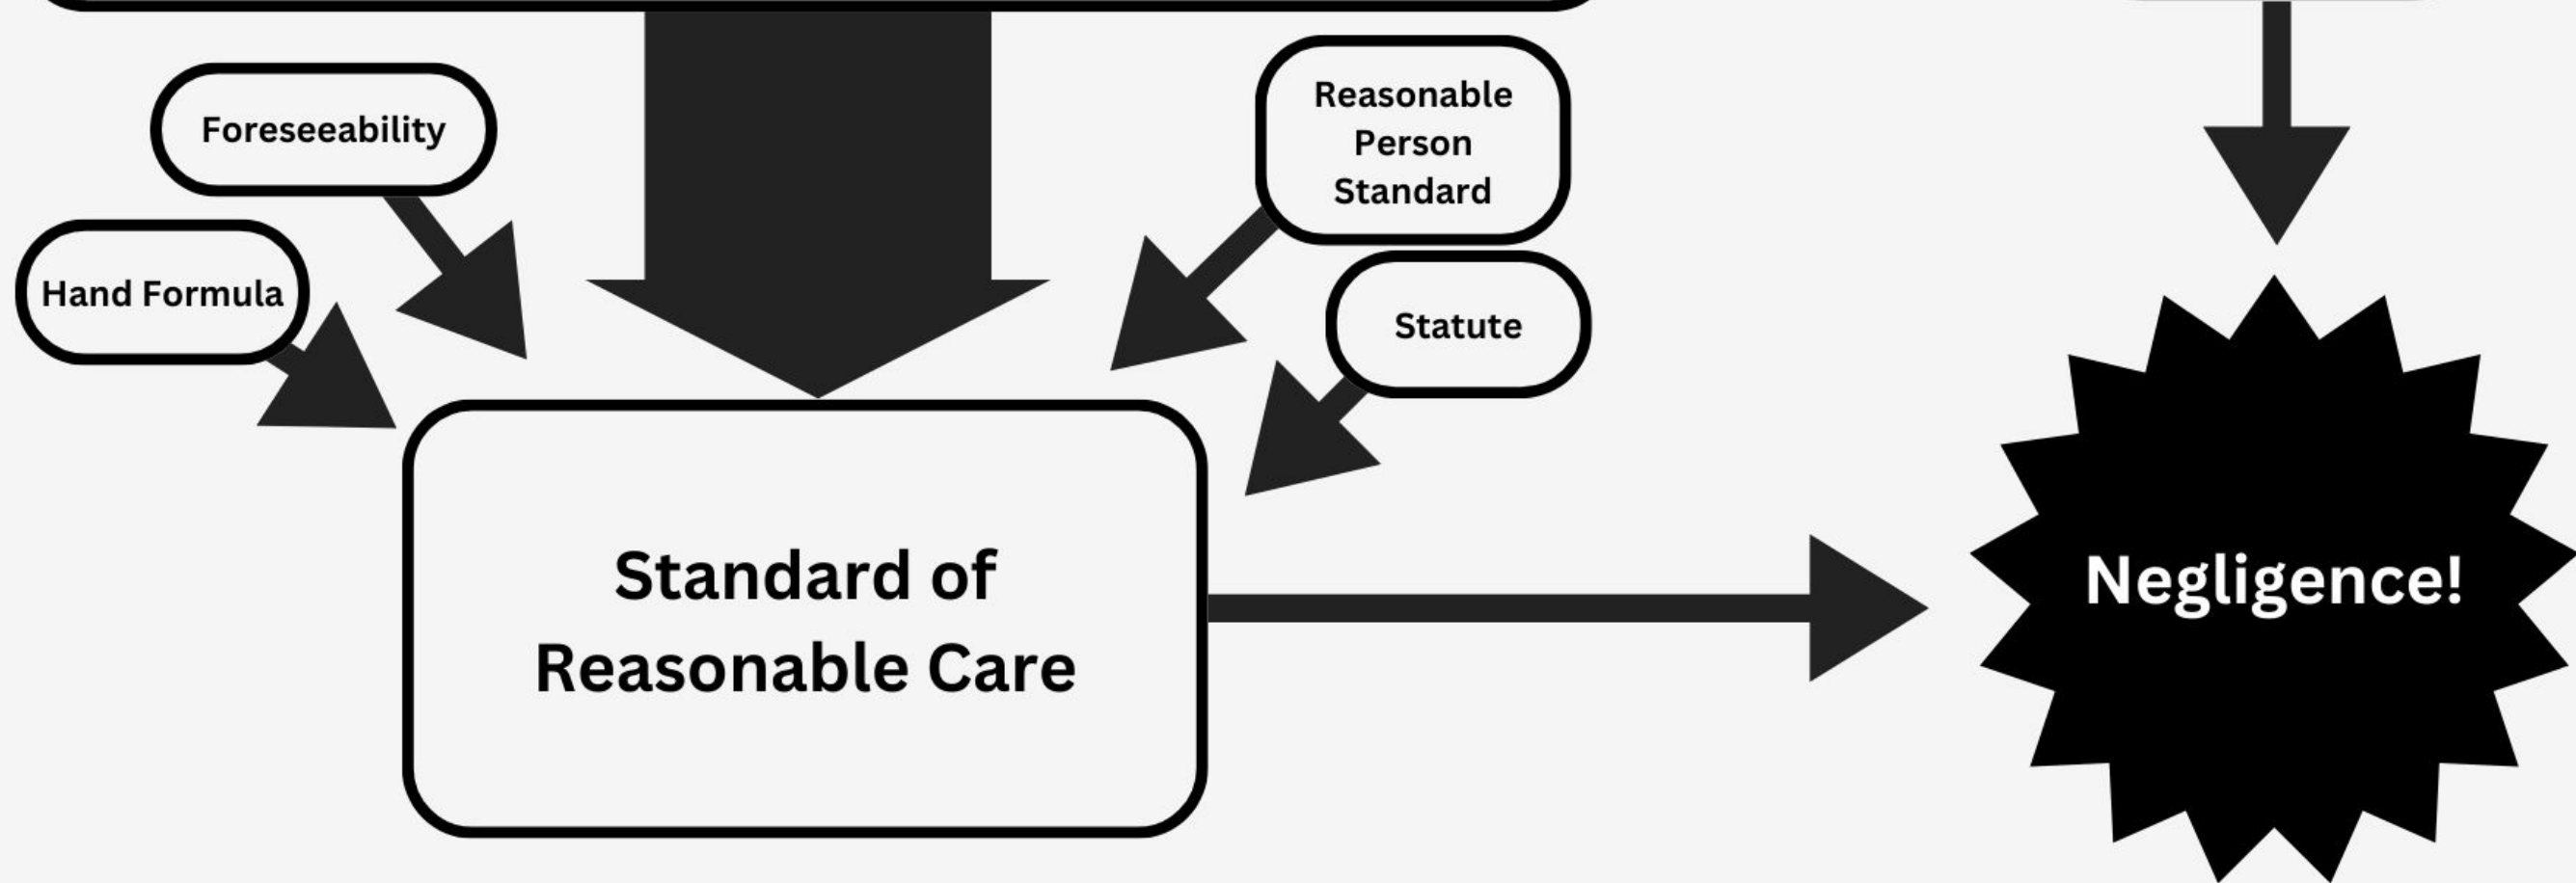 Foreseeability
Hand Formula
Reasonable
Person
Standard
Statute
Standard of
Reasonable Care
Negligence!